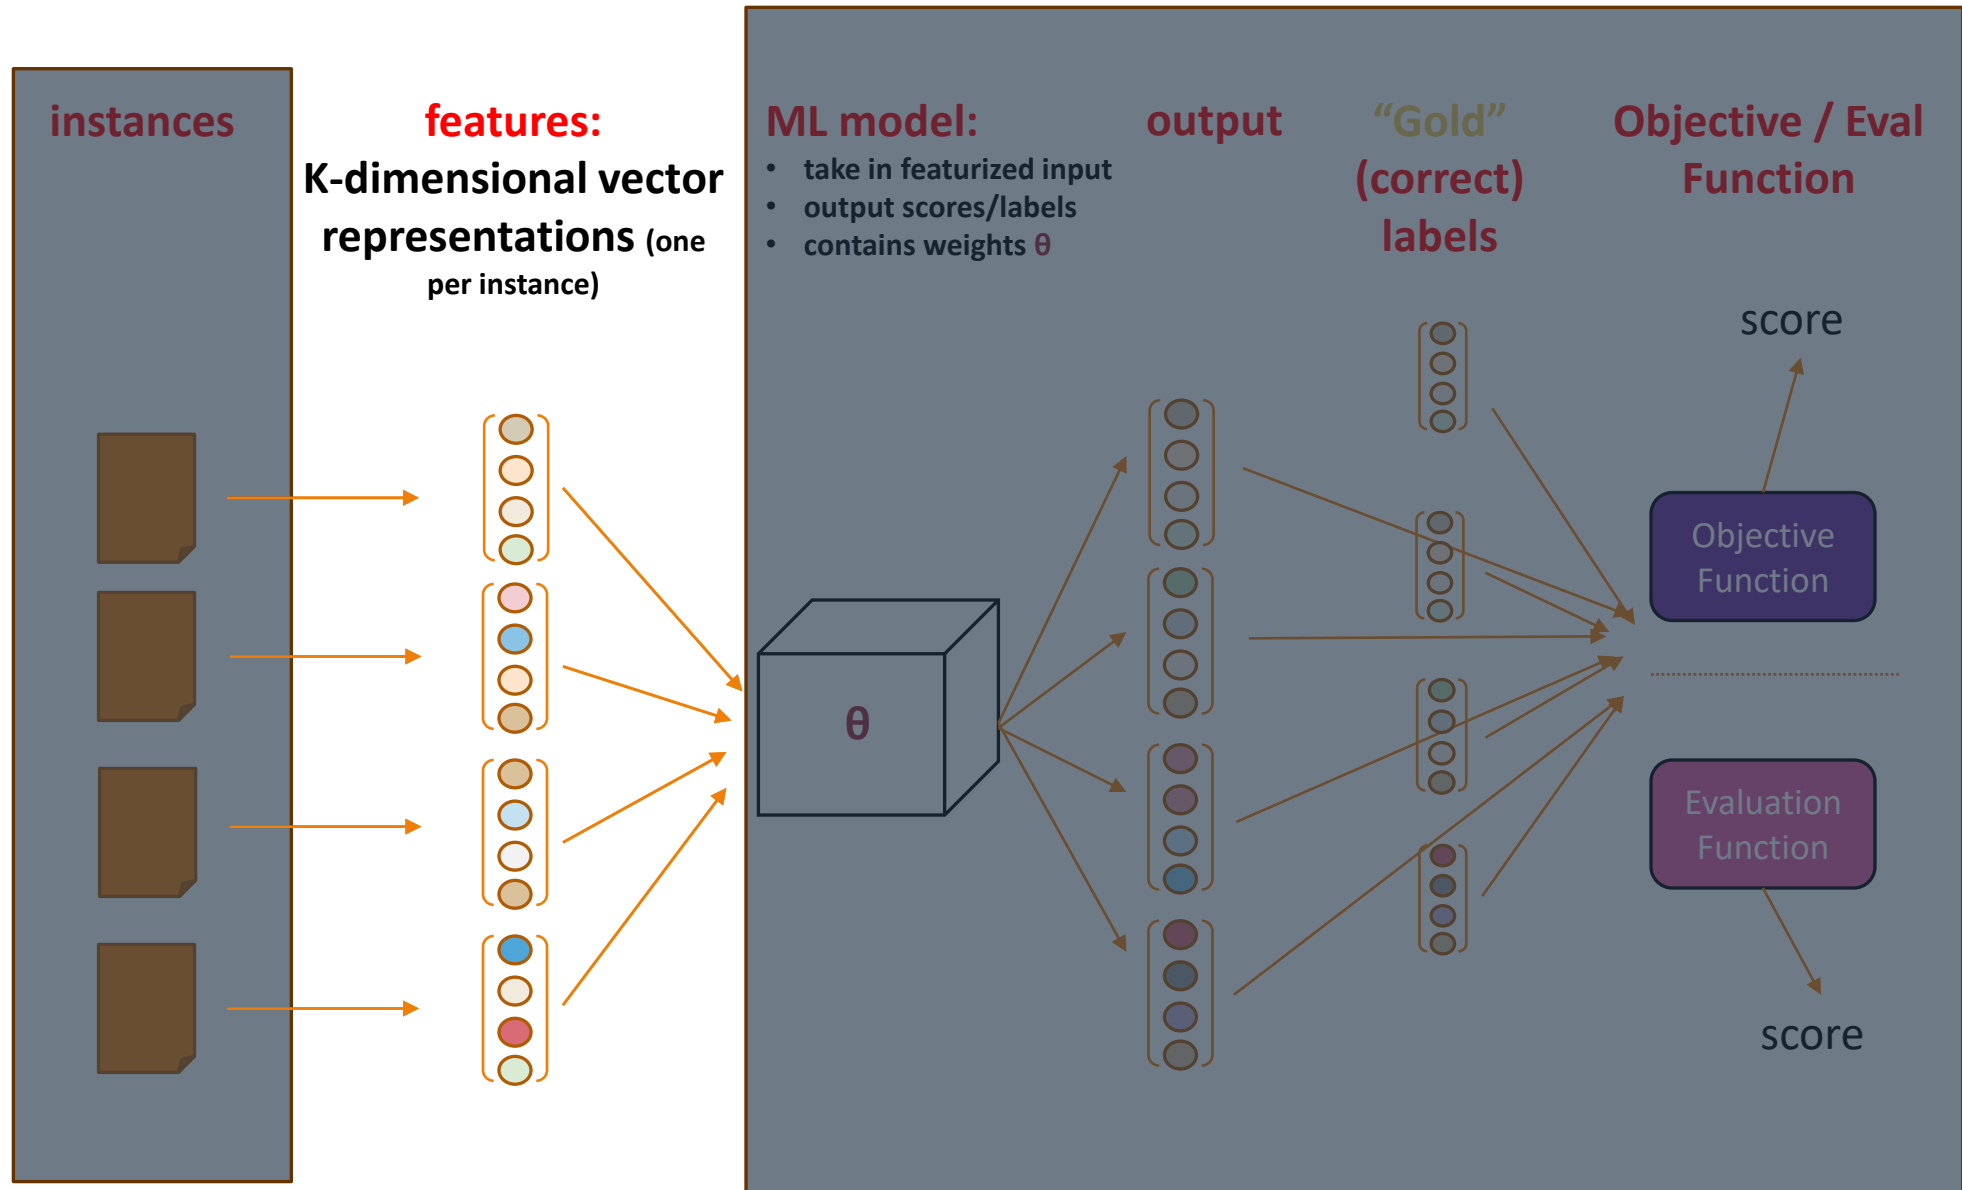 instances
features:
K-dimensional vector
representations (one
per instance)
ML model:
• take in featurized input
• output scores/labels
• contains weights θ
output
“Gold”
(correct)
labels
Objective / Eval
Function
score
Objective
Function
θ
Evaluation
Function
score